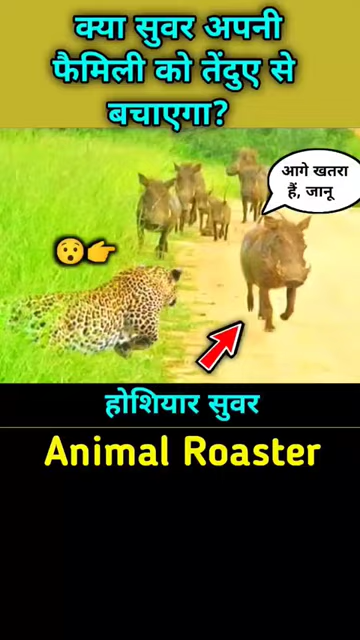 क्या सुवर अपनी
फैमिली को तेंदुए से
बचाएगा?
आगे खतरा
हैं, जानू
होशियार सुवर
Animal Roaster